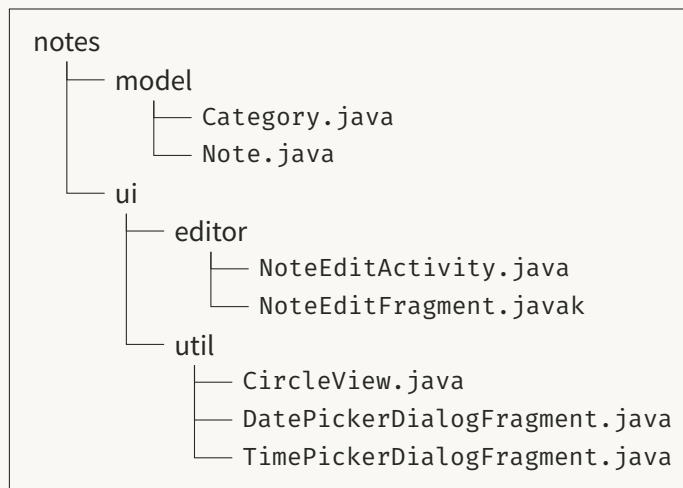 notes
model
Category.java
Note.java
ui
editor
NoteEditActivity.java
NoteEditFragment.javak
util
CircleView.java
DatePickerDialogFragment.java
TimePickerDialogFragment.java